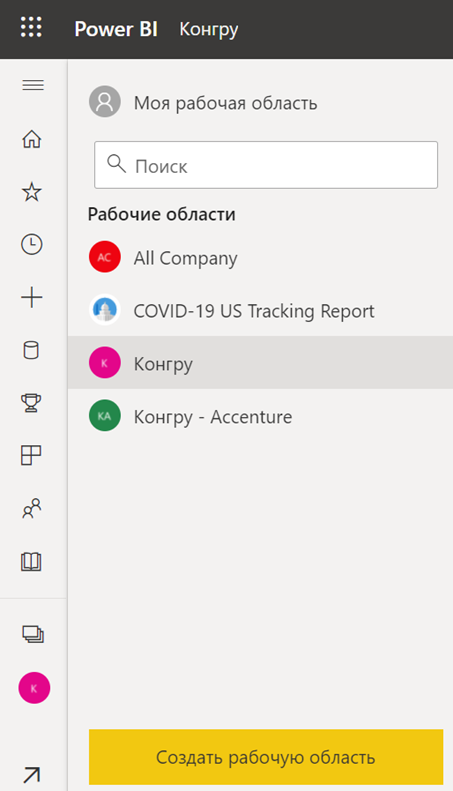 Power BI Конгру
Моя рабочая область
Поиск
Рабочие области
AC All Company
COVID-19 US Tracking Report
К Конгру
КА Конгру - Accenture
К
Создать рабочую область